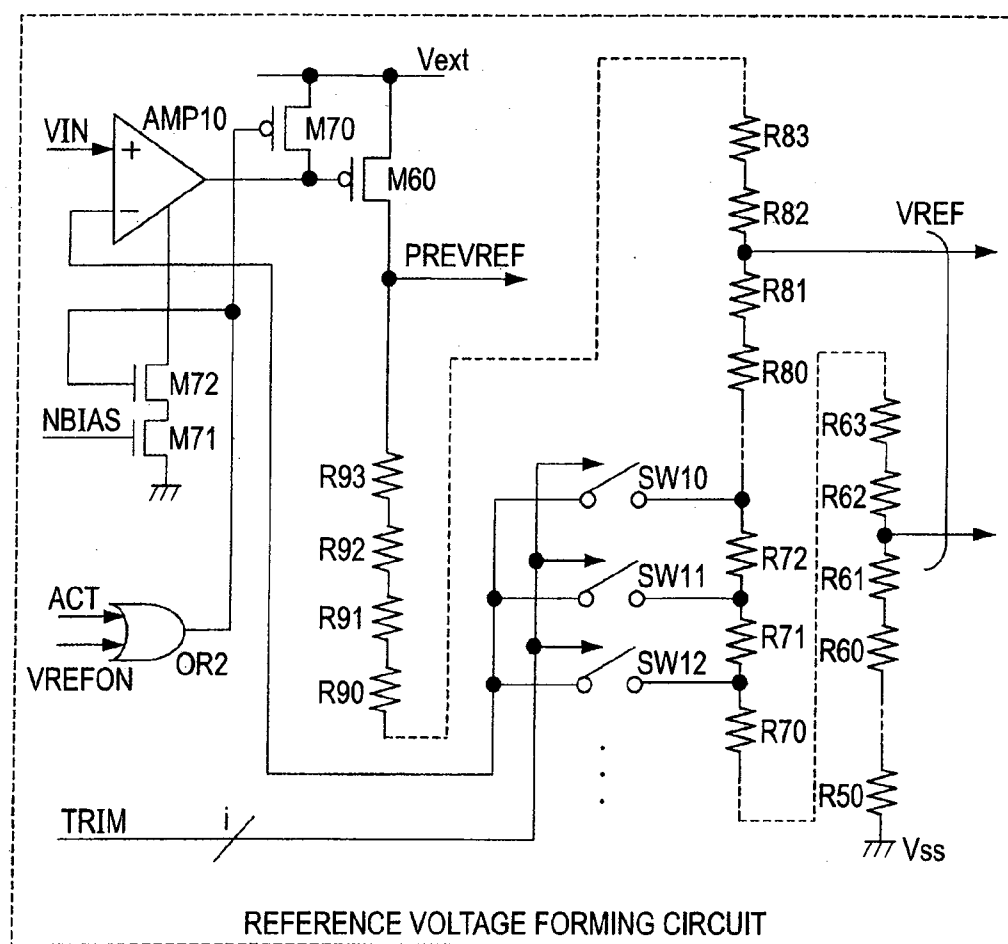 Vext
AMP10
VIN
+
−
M70
M60
R83
R82
VREF
PREVREF
R81
R80
M72
NBIAS
M71
R63
R62
R93
SW10
R92
R72
R61
ACT
SW11
R91
R71
R60
VREFON
OR2
SW12
R90
R70
R50
TRIM
i
Vss
REFERENCE VOLTAGE FORMING CIRCUIT